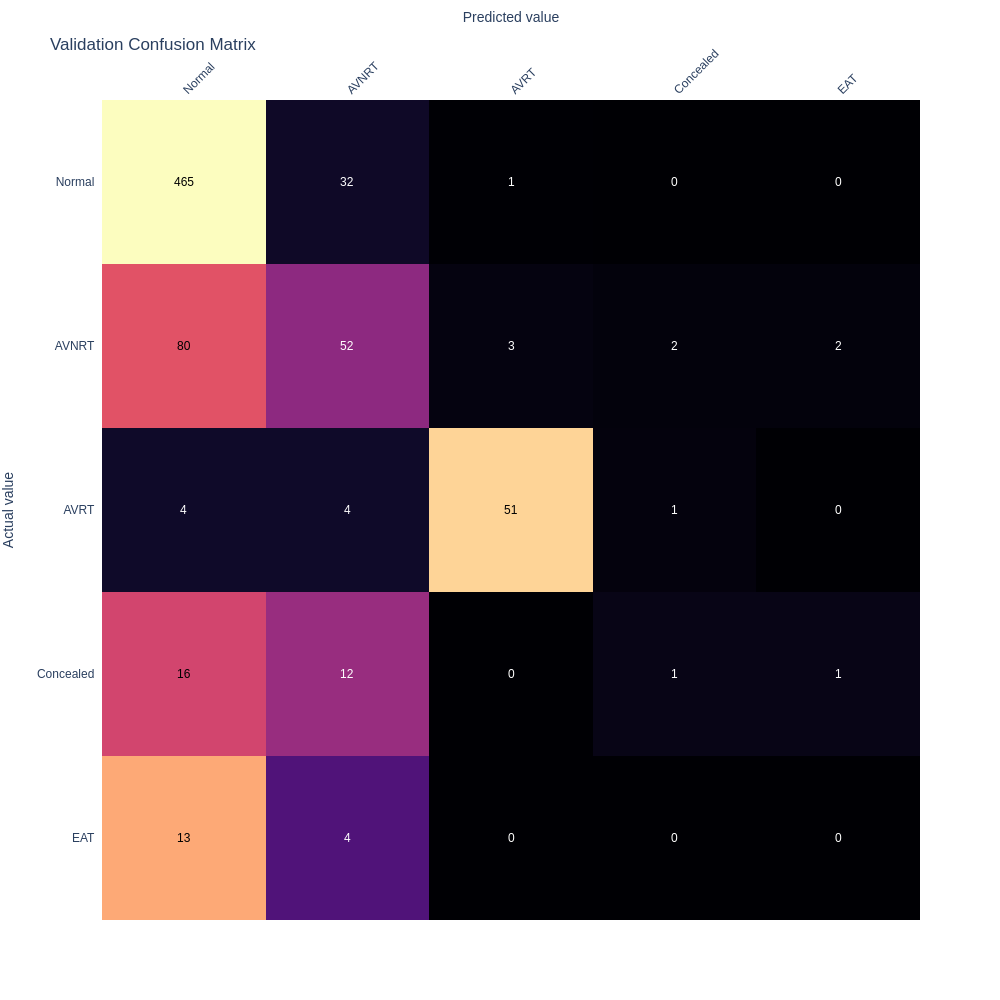 Predicted value
Validation Confusion Matrix
Normal AVNRT AVRT Concealed EAT
Normal 465 32 1 0 0
AVNRT 80 52 3 2 2
Actual value
AVRT 4 4 51 1 0
Concealed 16 12 0 1 1
EAT 13 4 0 0 0